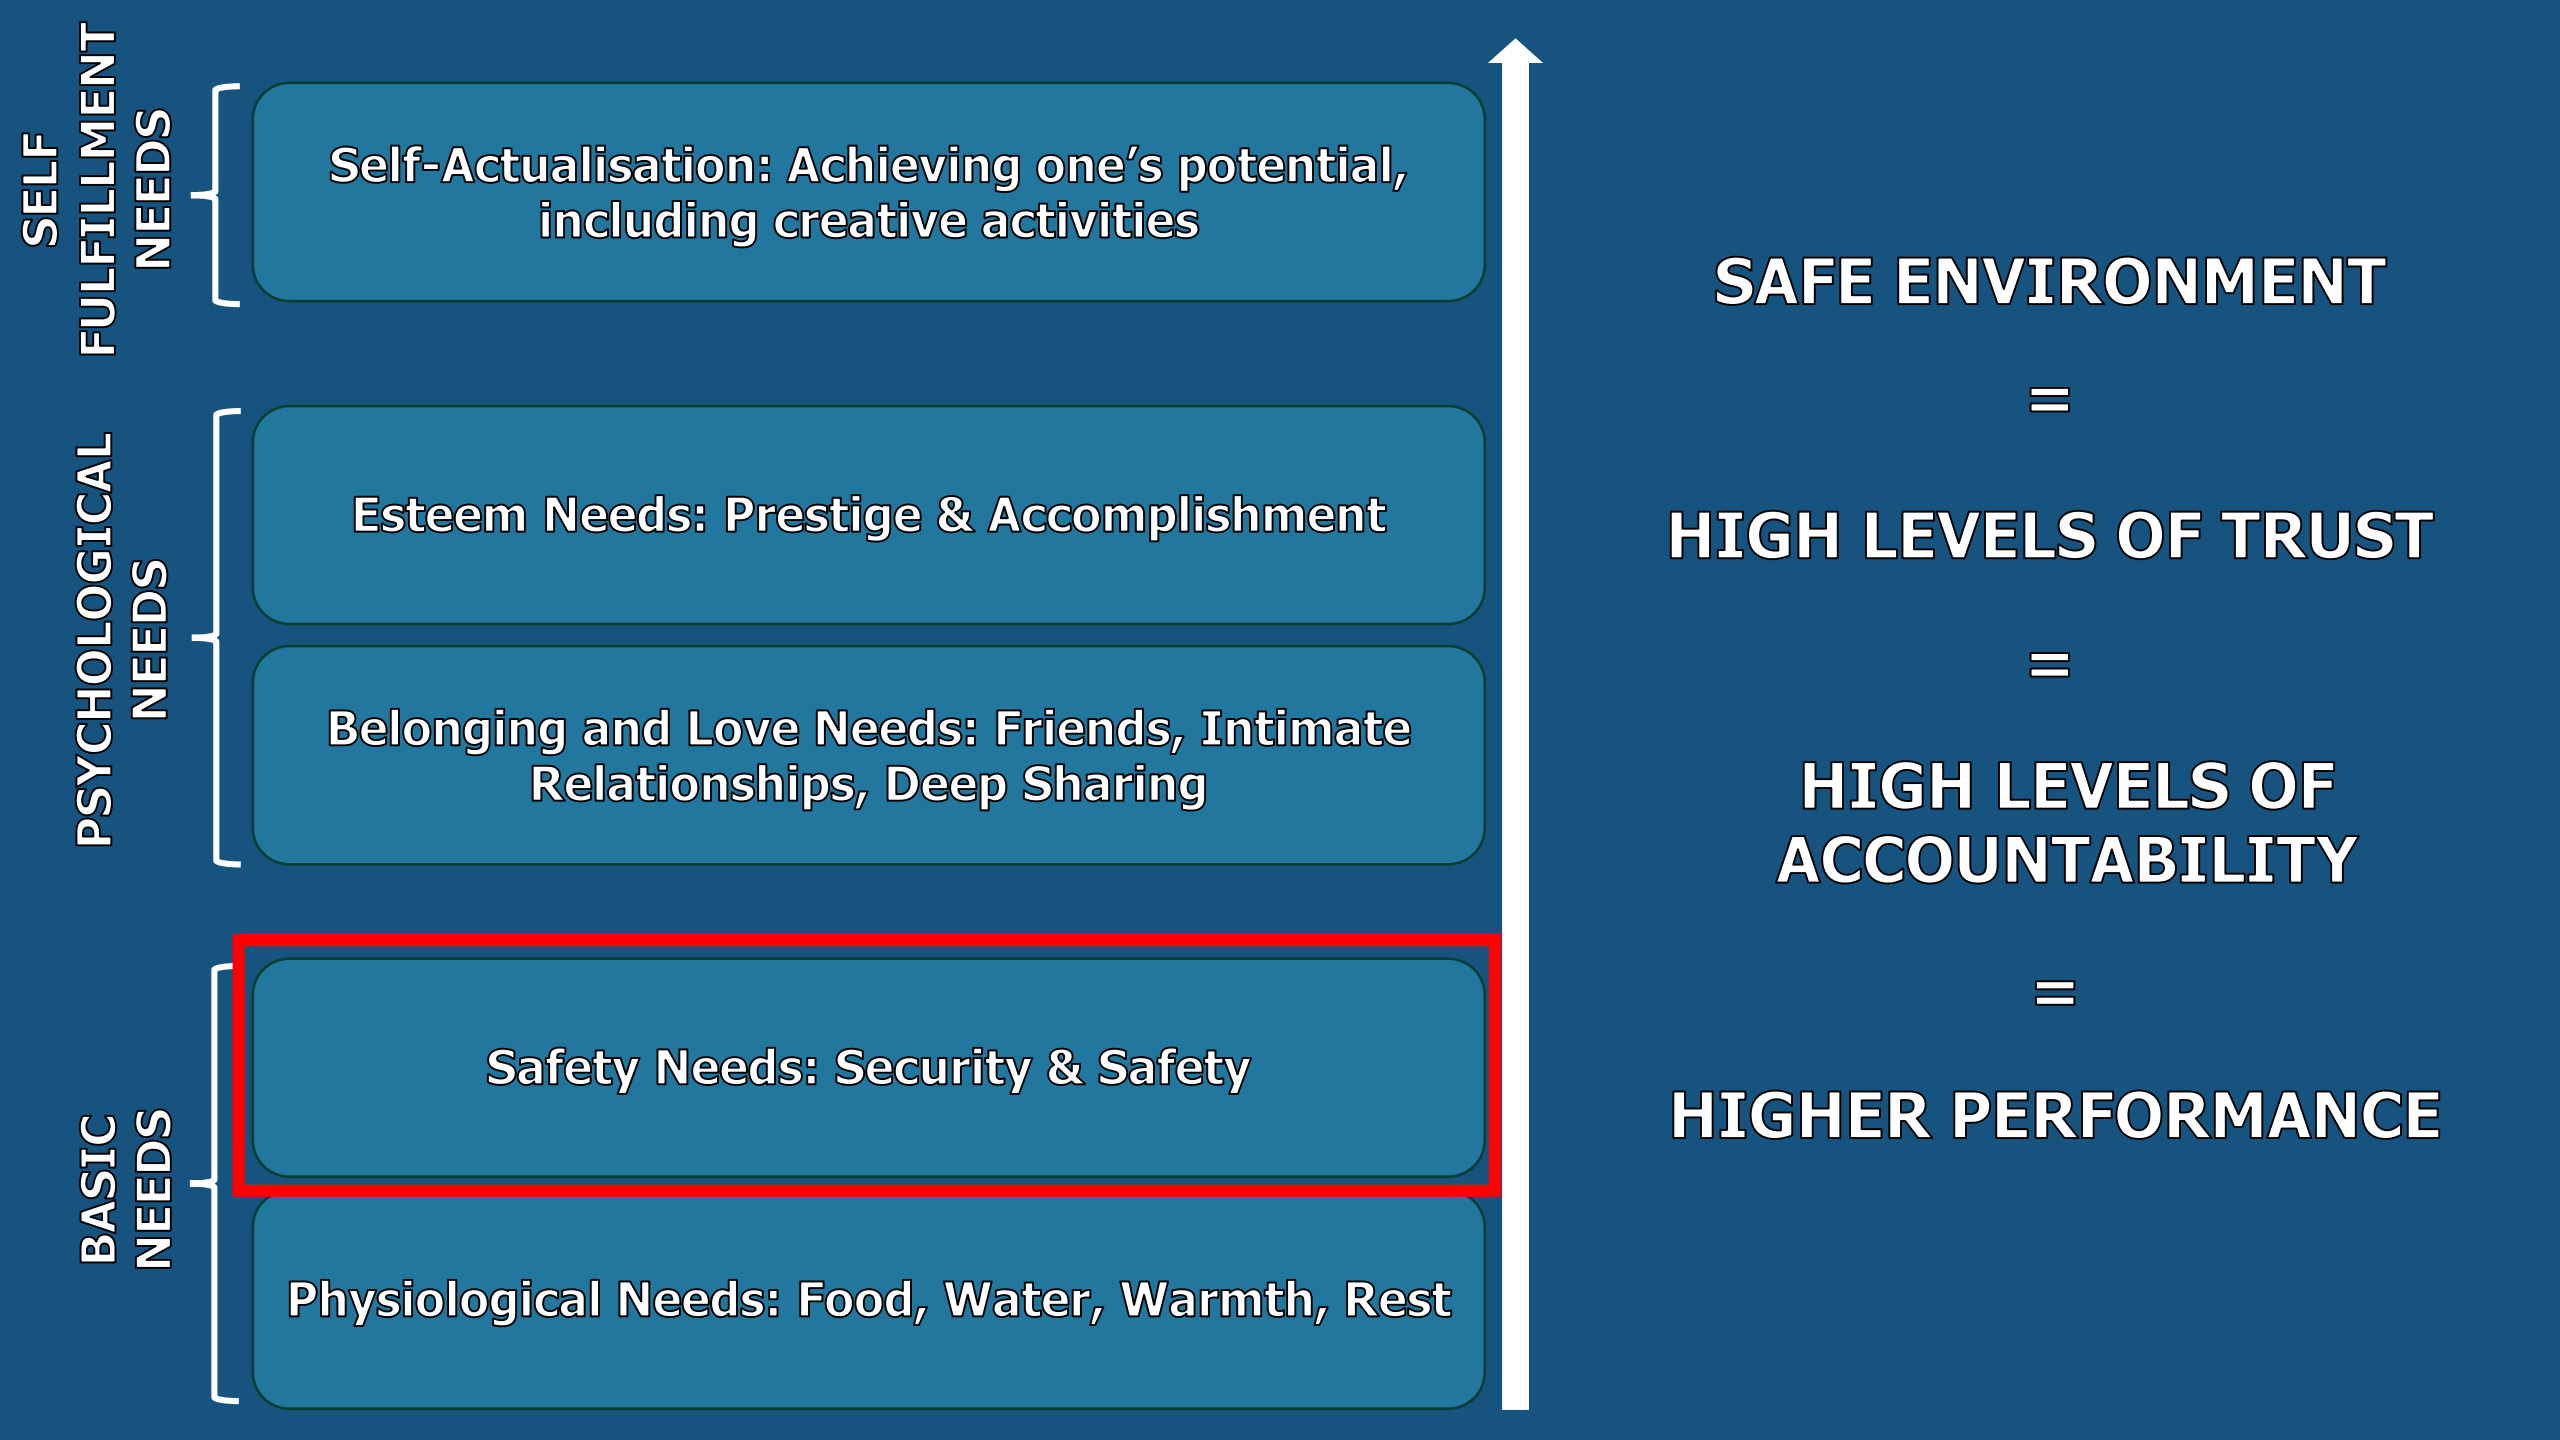 SELF
FULFILLMENT
NEEDS
Self-Actualisation: Achieving one’s potential,
including creative activities
PSYCHOLOGICAL
NEEDS
Esteem Needs: Prestige & Accomplishment
Belonging and Love Needs: Friends, Intimate
Relationships, Deep Sharing
BASIC
NEEDS
Safety Needs: Security & Safety
Physiological Needs: Food, Water, Warmth, Rest
SAFE ENVIRONMENT
=
HIGH LEVELS OF TRUST
=
HIGH LEVELS OF
ACCOUNTABILITY
=
HIGHER PERFORMANCE